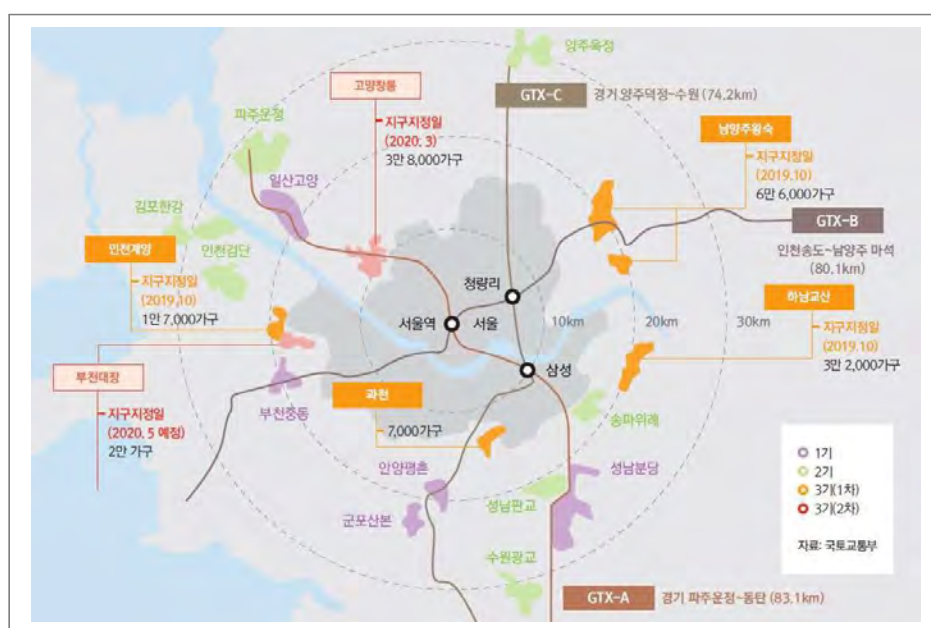 양주옥정
GTX-C
경기 양주덕정~수원 (74.2km)
고양창릉
지구지정일
(2020. 3)
3만 8,000가구
파주운정
일산고양
남양주왕숙
지구지정일
(2019.10)
6만 6,000가구
GTX-B
인천송도~남양주 마석
(80.1km)
김포한강
인천검단
인천계양
지구지정일
(2019.10)
1만 7,000가구
청량리
서울역
서울
10km
20km
30km
하남교산
지구지정일
(2019.10)
3만 2,000가구
부천대장
지구지정일
(2020. 5 예정)
2만 가구
부천중동
삼성
과천
7,000가구
송파위례
안양평촌
성남분당
군포산본
성남판교
수원광교
1기
2기
3기(1차)
3기(2차)
자료: 국토교통부
GTX-A
경기 파주운정~동탄 (83.1km)